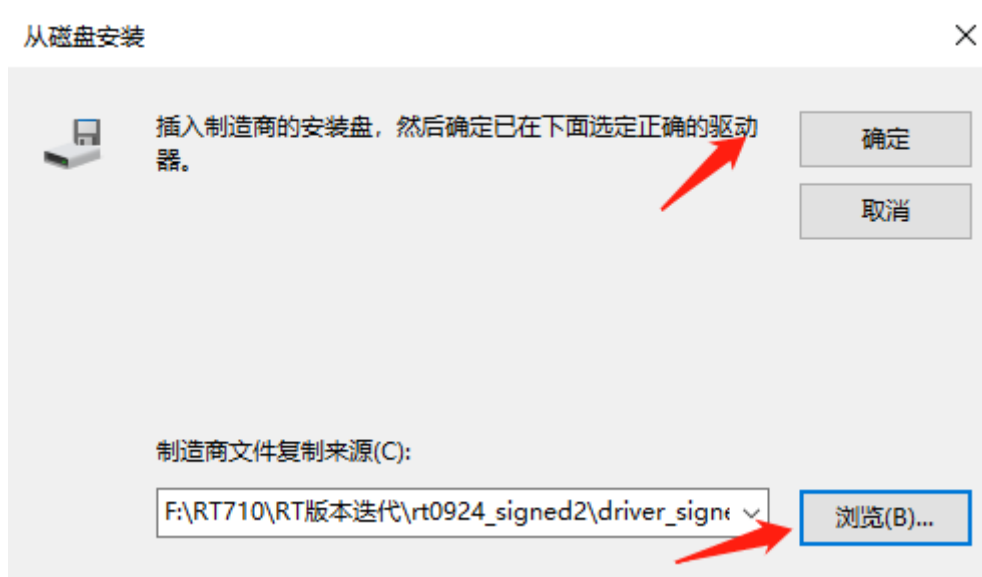 从磁盘安装
插入制造商的安装盘，然后确定已在下面选定正确的驱动
器。
确定
取消
制造商文件复制来源(C):
F:\RT710\RT版本迭代\rt0924_signed2\driver_signe
浏览(B)...